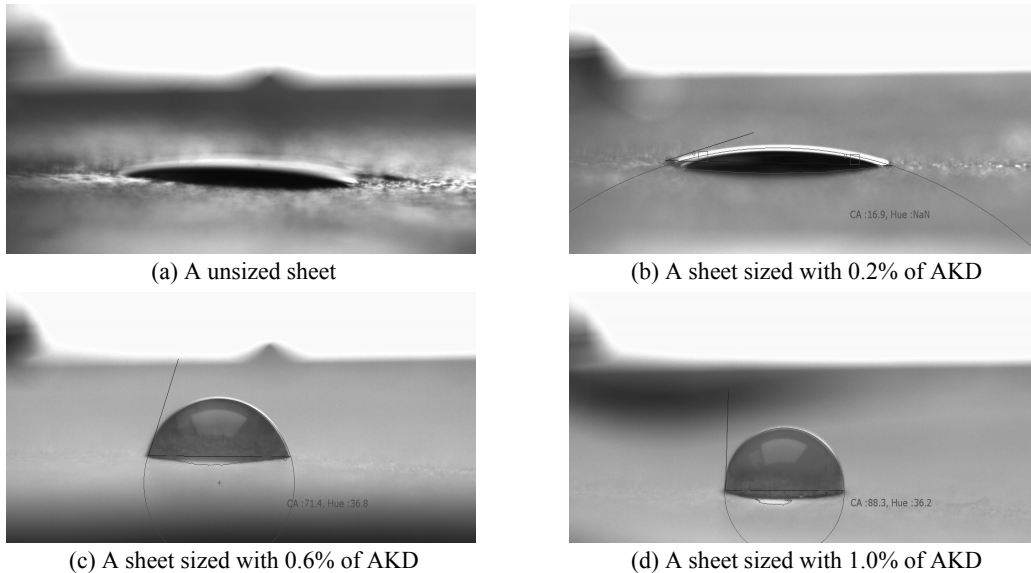 CA :16.9, Hue :NaN
(a) A unsized sheet
(b) A sheet sized with 0.2% of AKD
CA :71.4, Hue :36.8
CA :88.3, Hue :36.2
(c) A sheet sized with 0.6% of AKD
(d) A sheet sized with 1.0% of AKD